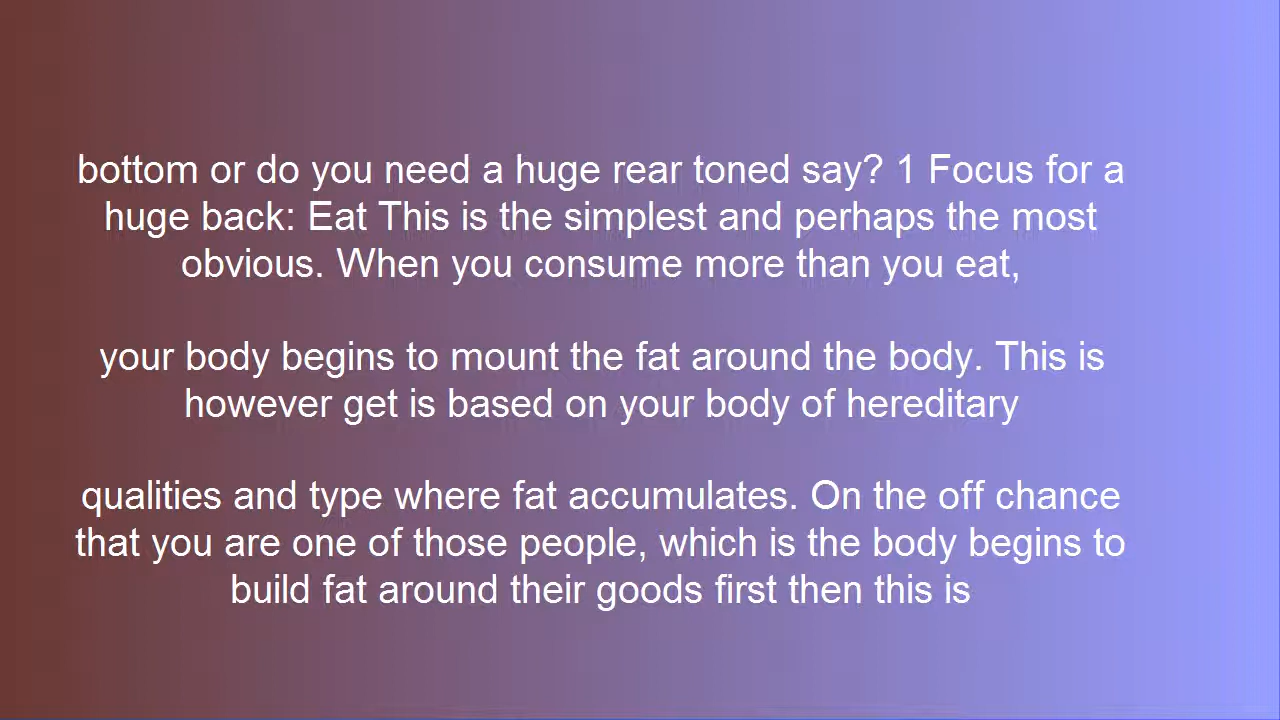 bottom or do you need a huge rear toned say? 1 Focus for a
huge back: Eat This is the simplest and perhaps the most
obvious. When you consume more than you eat,
your body begins to mount the fat around the body. This is
however get is based on your body of hereditary
qualities and type where fat accumulates. On the off chance
that you are one of those people, which is the body begins to
build fat around their goods first then this is